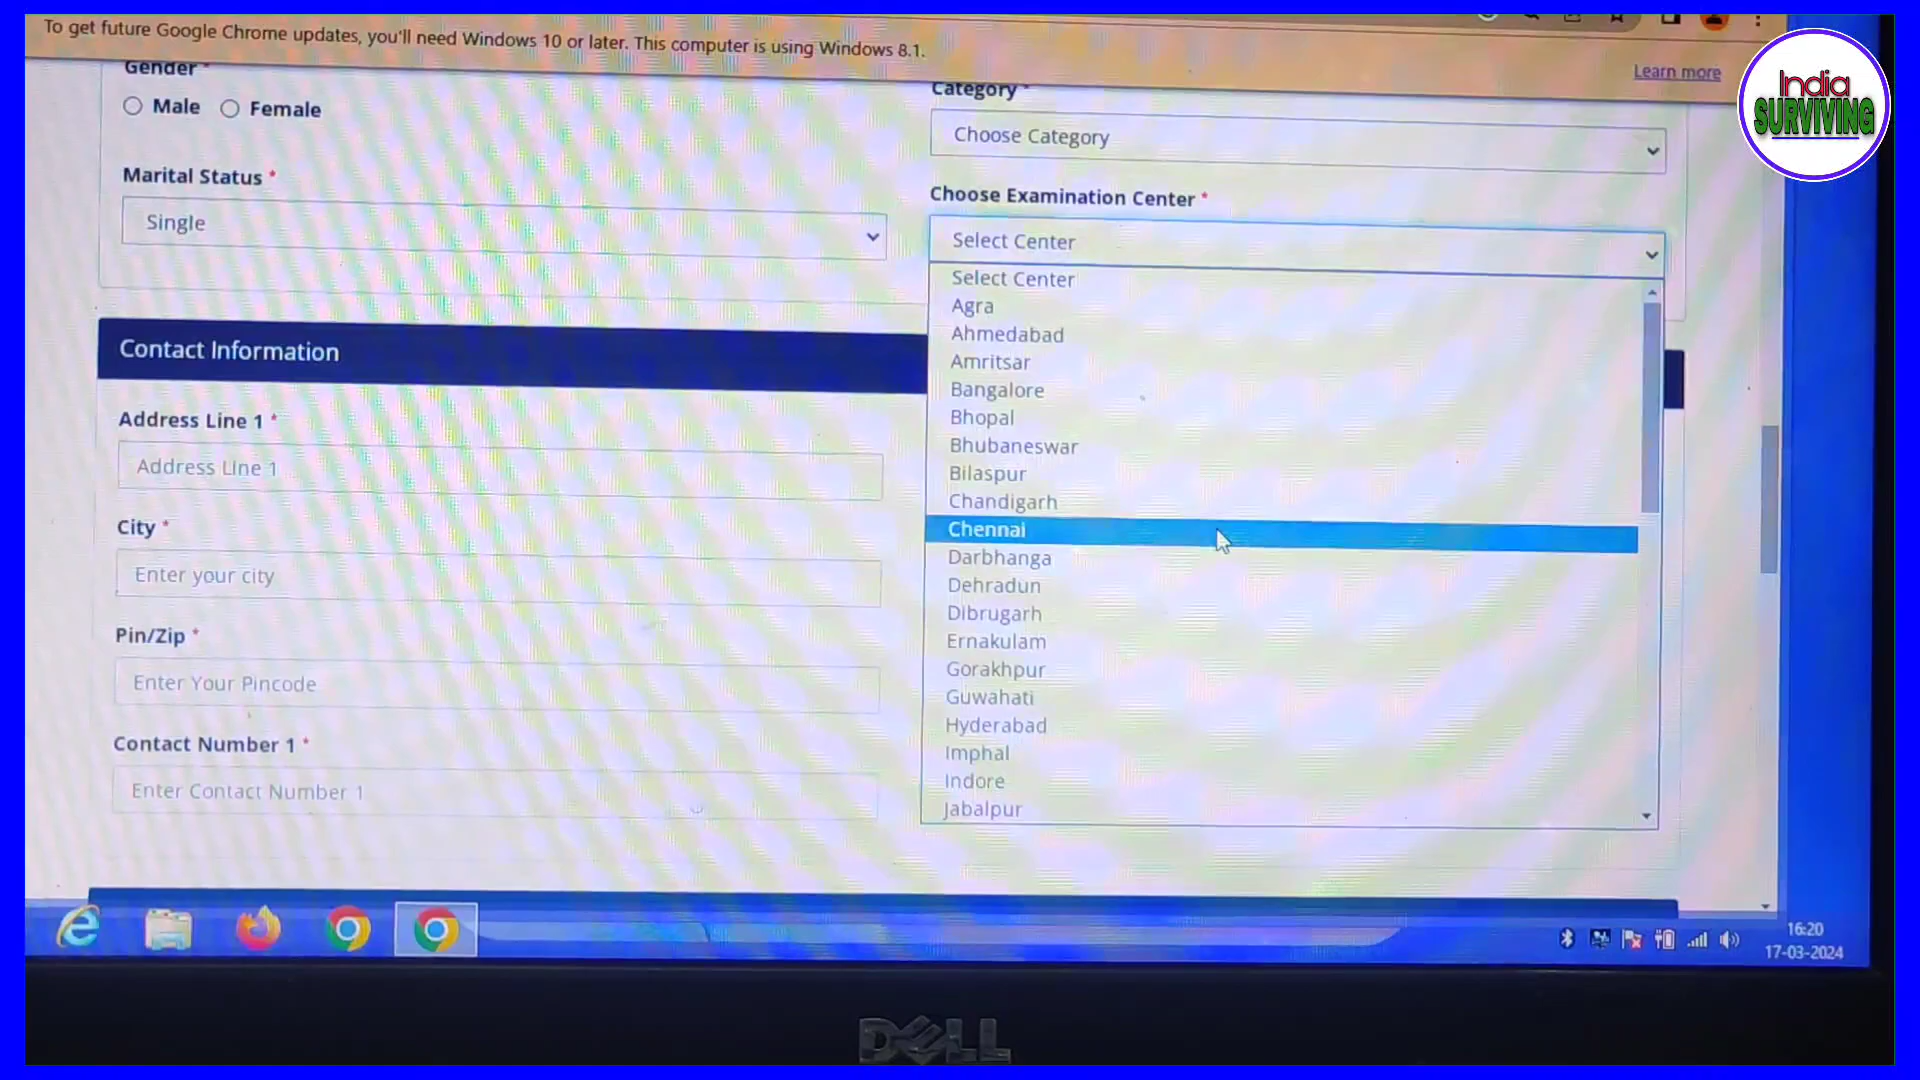 To get future Google Chrome updates, you'll need Windows 10 or later. This computer is using Windows 8.1.
Learn more
India
SURVIVING
Gender *
Male
Female
Marital Status *
Single
Category *
Choose Category
Choose Examination Center *
Select Center
Select Center
Agra
Ahmedabad
Amritsar
Bangalore
Bhopal
Bhubaneswar
Bilaspur
Chandigarh
Chennai
Darbhanga
Dehradun
Dibrugarh
Ernakulam
Gorakhpur
Guwahati
Hyderabad
Imphal
Indore
Jabalpur
Contact Information
Address Line 1 *
Address Line 1
City *
Enter your city
Pin/Zip *
Enter Your Pincode
Contact Number 1 *
Enter Contact Number 1
16:20
17-03-2024
DELL